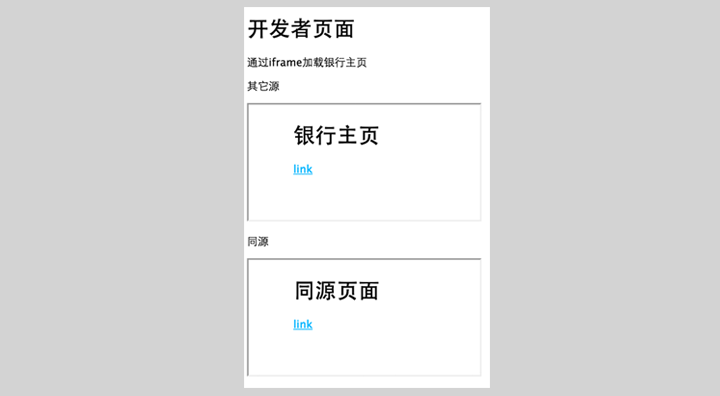 开发者页面
通过iframe加载银行主页
其它源
银行主页
link
同源
同源页面
link